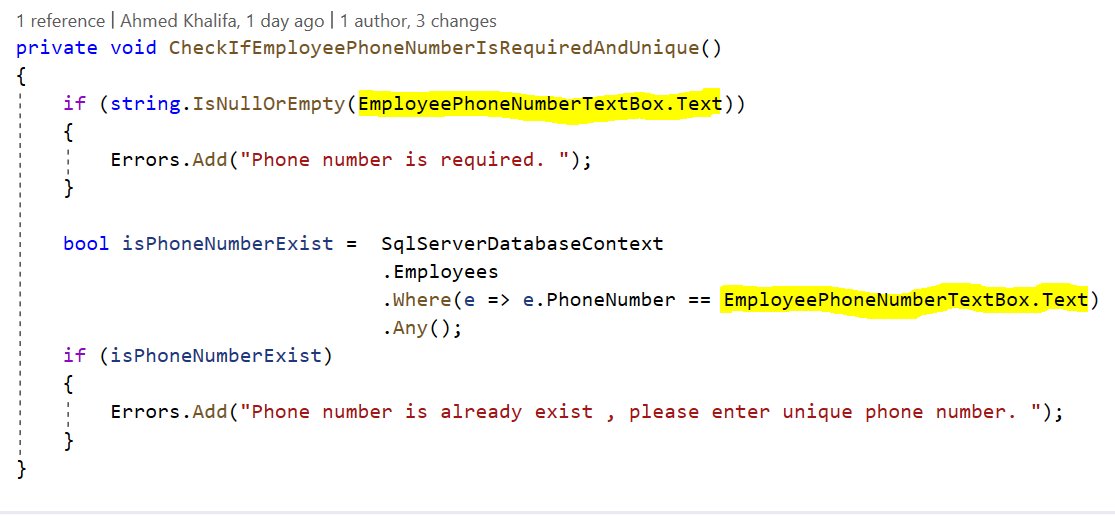 1 reference | Ahmed Khalifa, 1 day ago | 1 author, 3 changes
private void CheckIfEmployeePhoneNumberIsRequiredAndUnique()
{
if (string.IsNullOrEmpty(EmployeePhoneNumberTextBox.Text))
{
Errors.Add("Phone number is required. ");
}
bool isPhoneNumberExist = SqlServerDatabaseContext
.Employees
.Where(e => e.PhoneNumber == EmployeePhoneNumberTextBox.Text)
.Any();
if (isPhoneNumberExist)
{
Errors.Add("Phone number is already exist , please enter unique phone number. ");
}
}